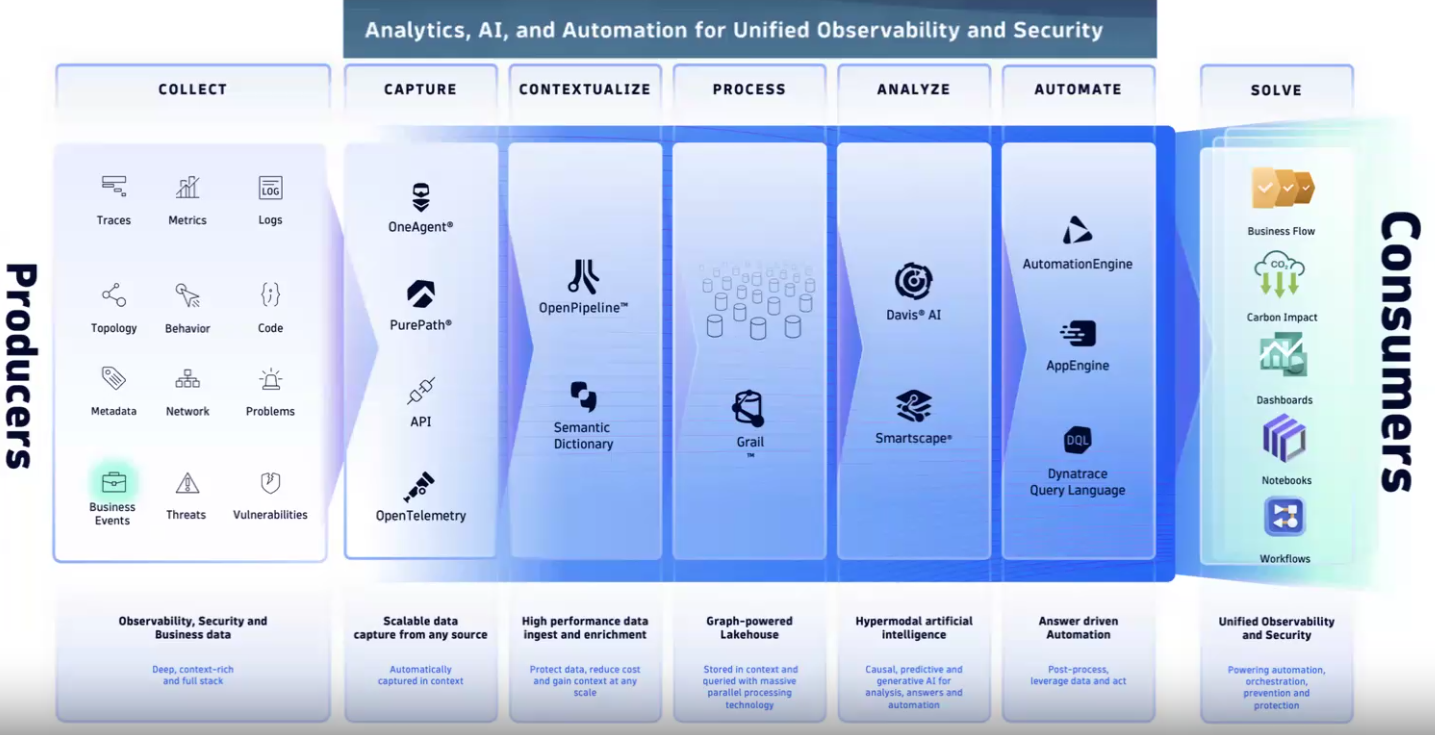 Analytics, AI, and Automation for Unified Observability and Security
COLLECT
CAPTURE
CONTEXTUALIZE
PROCESS
ANALYZE
AUTOMATE
SOLVE
Producers
Traces
Metrics
LOG
Logs
Topology
Behavior
Code
Metadata
Network
Problems
Business
Events
Threats
Vulnerabilities
OneAgent®
PurePath®
API
OpenTelemetry
OpenPipeline™
Semantic
Dictionary
Grail
™
Davis® AI
Smartscape®
AutomationEngine
AppEngine
DQL
Dynatrace
Query Language
Business Flow
CO₂
Carbon Impact
Dashboards
Notebooks
Workflows
Consumers
Observability, Security and
Business data
Deep, context-rich
and full stack
Scalable data
capture from any source
Automatically
captured in context
High performance data
ingest and enrichment
Protect data, reduce cost
and gain context at any
scale
Graph-powered
Lakehouse
Stored in context and
queried with massive
parallel processing
technology
Hypermodal artificial
intelligence
Causal, predictive and
generative AI for
analysis, answers and
automation
Answer driven
Automation
Post-process,
leverage data and act
Unified Observability
and Security
Powering automation,
orchestration,
prevention and
protection